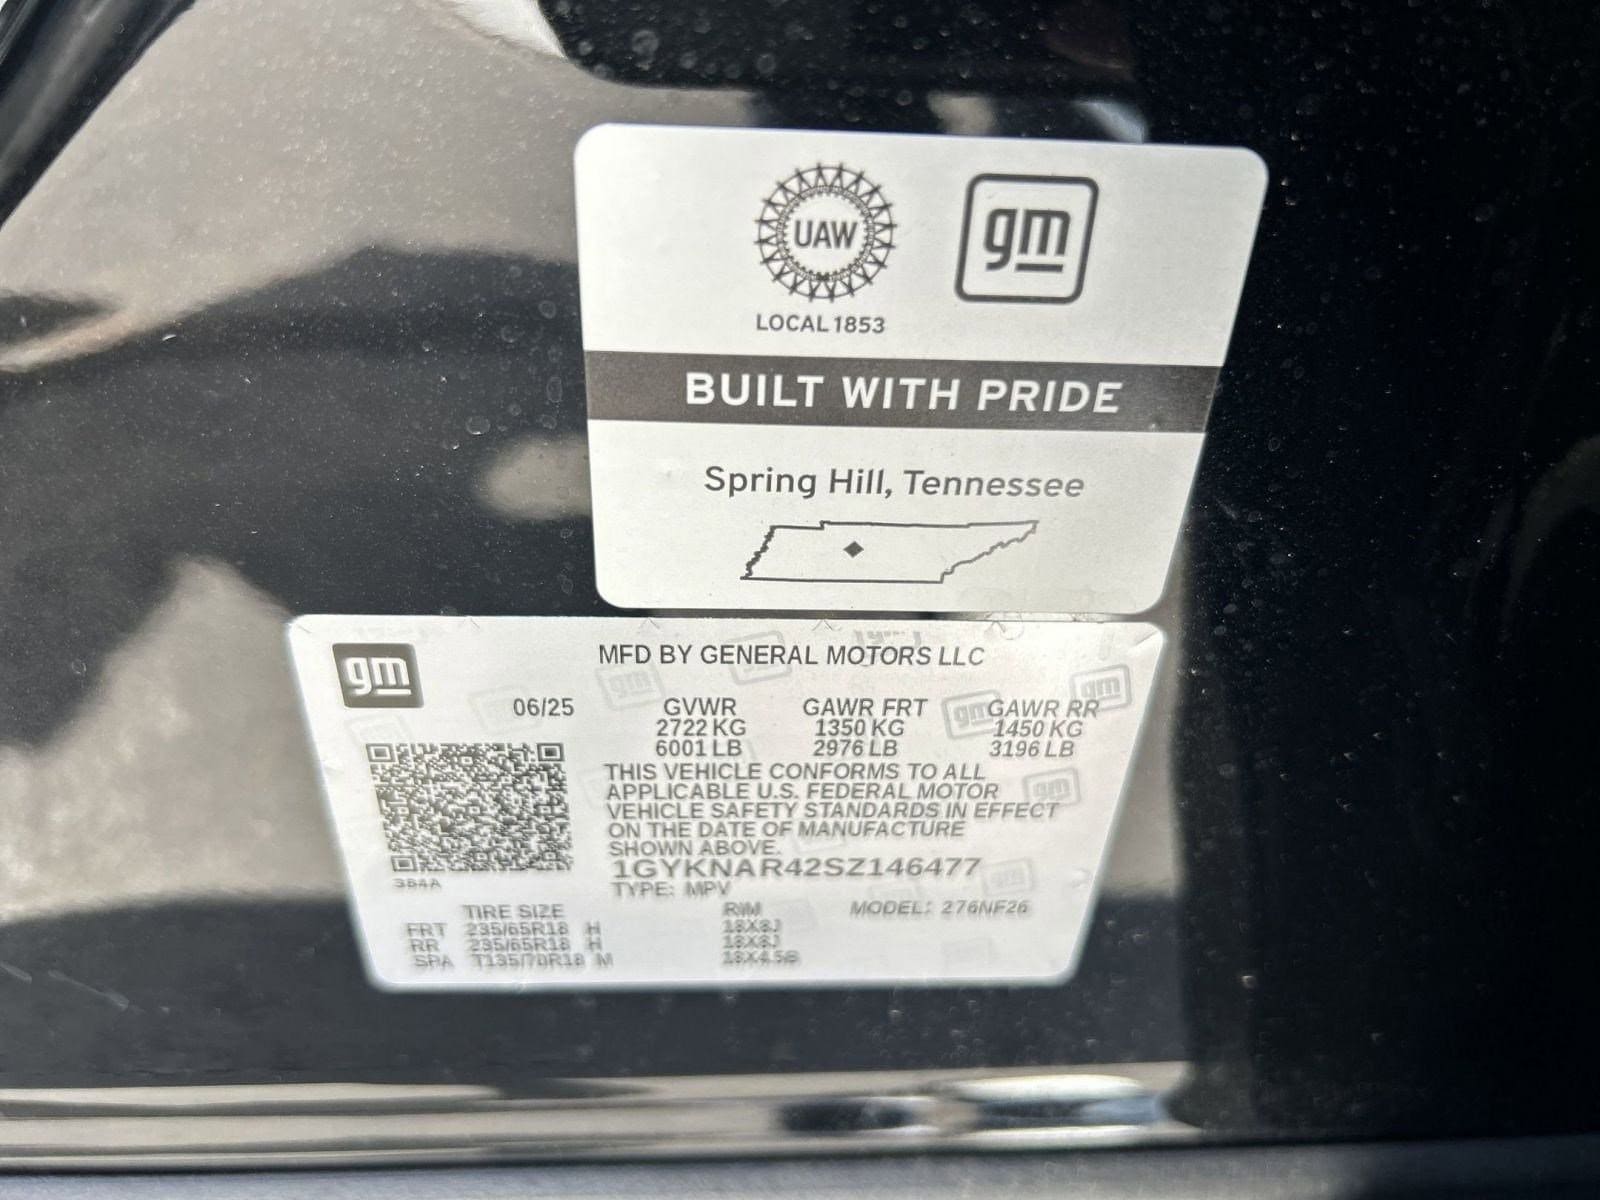 UAW
gm
LOCAL 1853
BUILT WITH PRIDE
Spring Hill, Tennessee
gm
MFD BY GENERAL MOTORS LLC
06/25 GVWR GAWR FRT GAWR RR
2722 KG 1350 KG 1450 KG
6001 LB 2976 LB 3196 LB
THIS VEHICLE CONFORMS TO ALL
APPLICABLE U.S. FEDERAL MOTOR
VEHICLE SAFETY STANDARDS IN EFFECT
ON THE DATE OF MANUFACTURE
SHOWN ABOVE.
1GYKNAR42SZ146477
TYPE: MPV
TIRE SIZE RIM MODEL: 276NF26
FRT 235/65R18 H 18X8J
RR 235/65R18 H 18X8J
SPA T135/70R18 M 18X4.5B